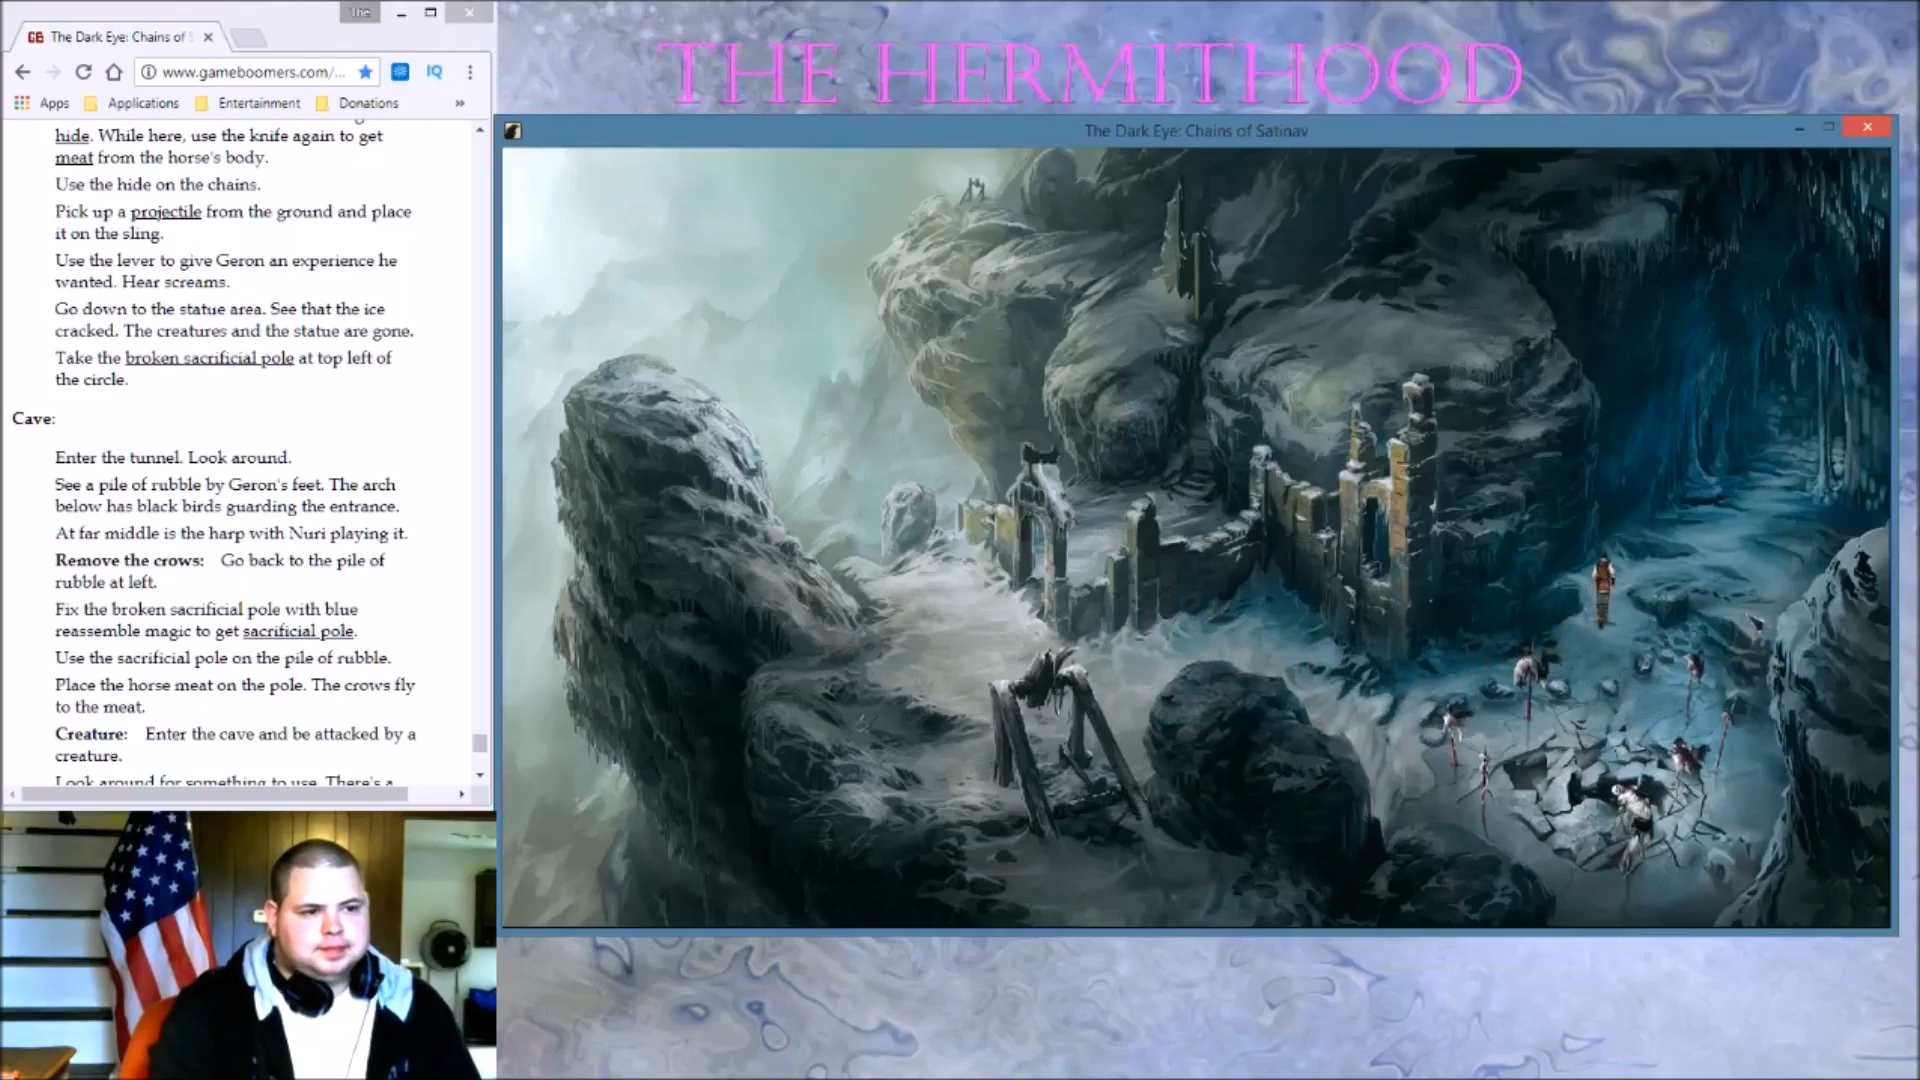 The
The Dark Eye: Chains of S
www.gameboomers.com/...
IQ
Apps
Applications
Entertainment
Donations
»
hide. While here, use the knife again to get
meat from the horse's body.
Use the hide on the chains.
Pick up a projectile from the ground and place
it on the sling.
Use the lever to give Geron an experience he
wanted. Hear screams.
Go down to the statue area. See that the ice
cracked. The creatures and the statue are gone.
Take the broken sacrificial pole at top left of
the circle.
Cave:
Enter the tunnel. Look around.
See a pile of rubble by Geron's feet. The arch
below has black birds guarding the entrance.
At far middle is the harp with Nuri playing it.
Remove the crows: Go back to the pile of
rubble at left.
Fix the broken sacrificial pole with blue
reassemble magic to get sacrificial pole.
Use the sacrificial pole on the pile of rubble.
Place the horse meat on the pole. The crows fly
to the meat.
Creature: Enter the cave and be attacked by a
creature.
Look around for something to use. There's a
THE HERMITHOOD
The Dark Eye: Chains of Satinav